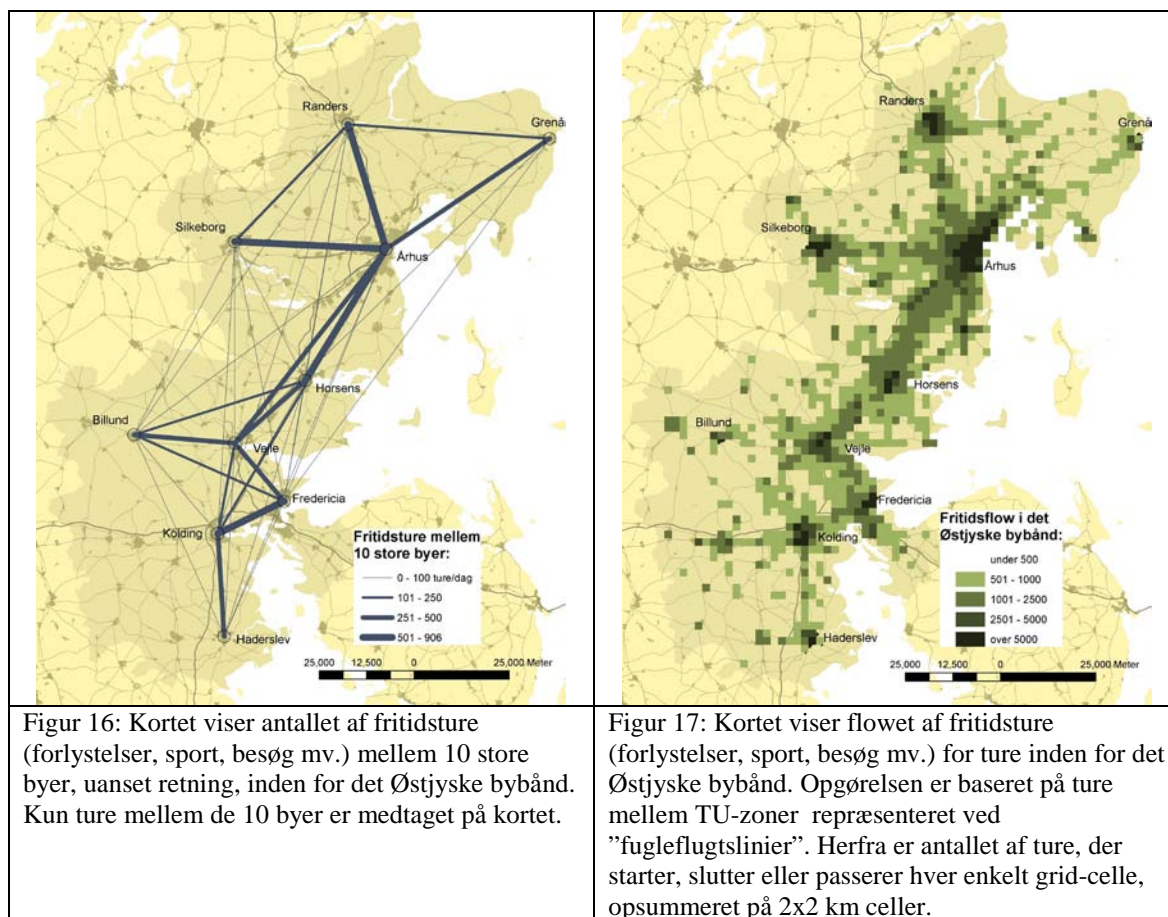 Randers
Grenå
Silkeborg
Århus
Horsens
Billund
Vejle
Fredericia
Kolding
Haderslev
Fritidsture mellem
10 store byer:
0 - 100 ture/dag
101 - 250
251 - 500
501 - 906
25,000 12,500 0 25,000 Meter
Randers
Grenå
Silkeborg
Århus
Horsens
Billund
Vejle
Fredericia
Kolding
Haderslev
Fritidsflow i det
Østjyske bybånd:
under 500
501 - 1000
1001 - 2500
2501 - 5000
over 5000
25,000 12,500 0 25,000 Meter
Figur 16: Kortet viser antallet af fritidsture
(forlystelser, sport, besøg mv.) mellem 10 store
byer, uanset retning, inden for det Østjyske bybånd.
Kun ture mellem de 10 byer er medtaget på kortet.
Figur 17: Kortet viser flowet af fritidsture
(forlystelser, sport, besøg mv.) for ture inden for det
Østjyske bybånd. Opgørelsen er baseret på ture
mellem TU-zoner repræsenteret ved
”fugleflugtslinier”. Herfra er antallet af ture, der
starter, slutter eller passerer hver enkelt grid-celle,
opsummeret på 2x2 km celler.